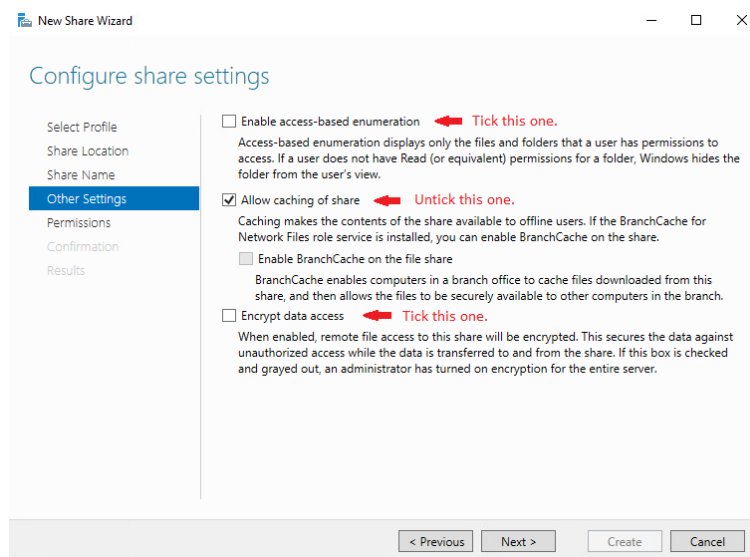 New Share Wizard
Configure share settings
Select Profile
Share Location
Share Name
Other Settings
Permissions
Confirmation
Results
Enable access-based enumeration Tick this one.
Access-based enumeration displays only the files and folders that a user has permissions to
access. If a user does not have Read (or equivalent) permissions for a folder, Windows hides the
folder from the user's view.
Allow caching of share Untick this one.
Caching makes the contents of the share available to offline users. If the BranchCache for
Network Files role service is installed, you can enable BranchCache on the share.
Enable BranchCache on the file share
BranchCache enables computers in a branch office to cache files downloaded from this
share, and then allows the files to be securely available to other computers in the branch.
Encrypt data access Tick this one.
When enabled, remote file access to this share will be encrypted. This secures the data against
unauthorized access while the data is transferred to and from the share. If this box is checked
and grayed out, an administrator has turned on encryption for the entire server.
< Previous Next > Create Cancel